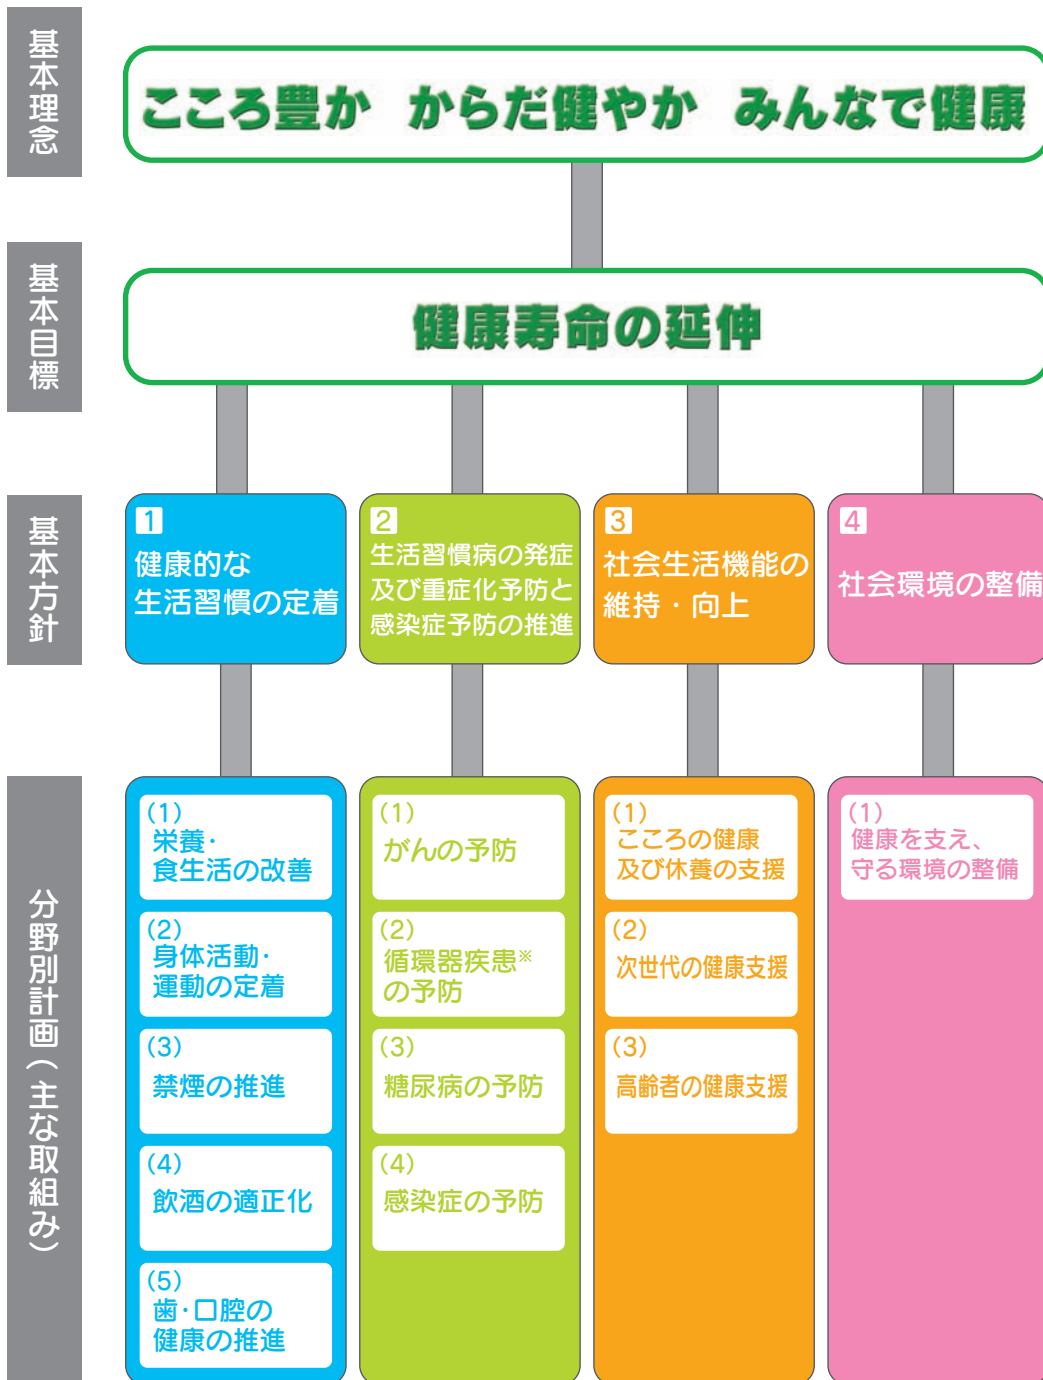 基本理念
こころ豊か からだ健やか みんなで健康
基本目標
健康寿命の延伸
基本方針
1
健康的な
生活習慣の定着
2
生活習慣病の発症
及び重症化予防と
感染症予防の推進
3
社会生活機能の
維持・向上
4
社会環境の整備
分野別計画(主な取組み)
(1)
栄養・
食生活の改善
(2)
身体活動・
運動の定着
(3)
禁煙の推進
(4)
飲酒の適正化
(5)
歯・口腔の
健康の推進
(1)
がんの予防
(2)
循環器疾患※
の予防
(3)
糖尿病の予防
(4)
感染症の予防
(1)
こころの健康
及び休養の支援
(2)
次世代の健康支援
(3)
高齢者の健康支援
(1)
健康を支え、
守る環境の整備